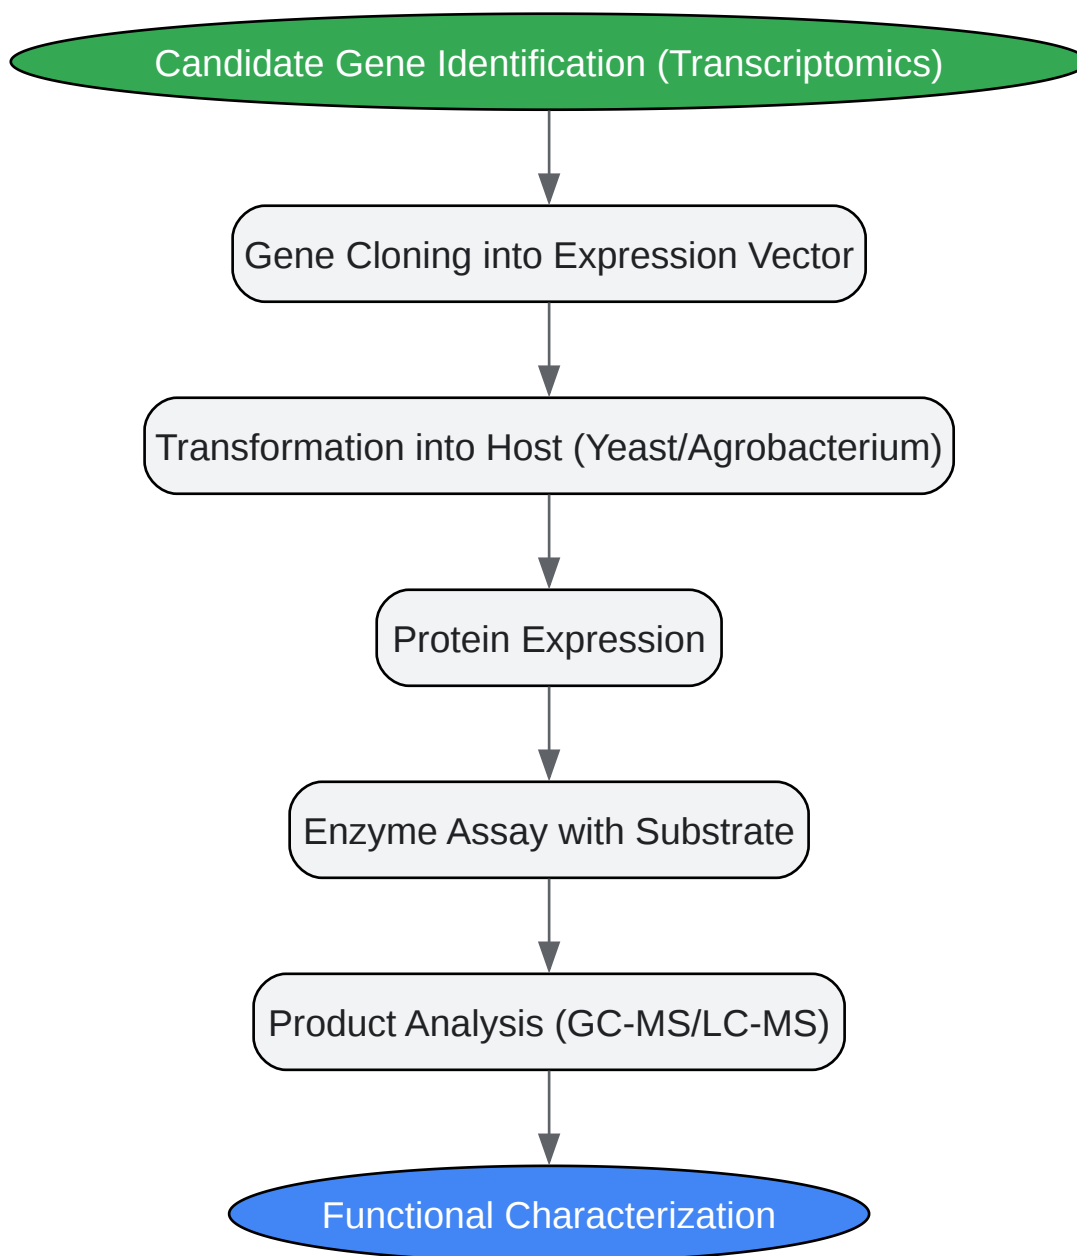 Candidate Gene Identification (Transcriptomics)
Gene Cloning into Expression Vector
Transformation into Host (Yeast/Agrobacterium)
Protein Expression
Enzyme Assay with Substrate
Product Analysis (GC-MS/LC-MS)
Functional Characterization